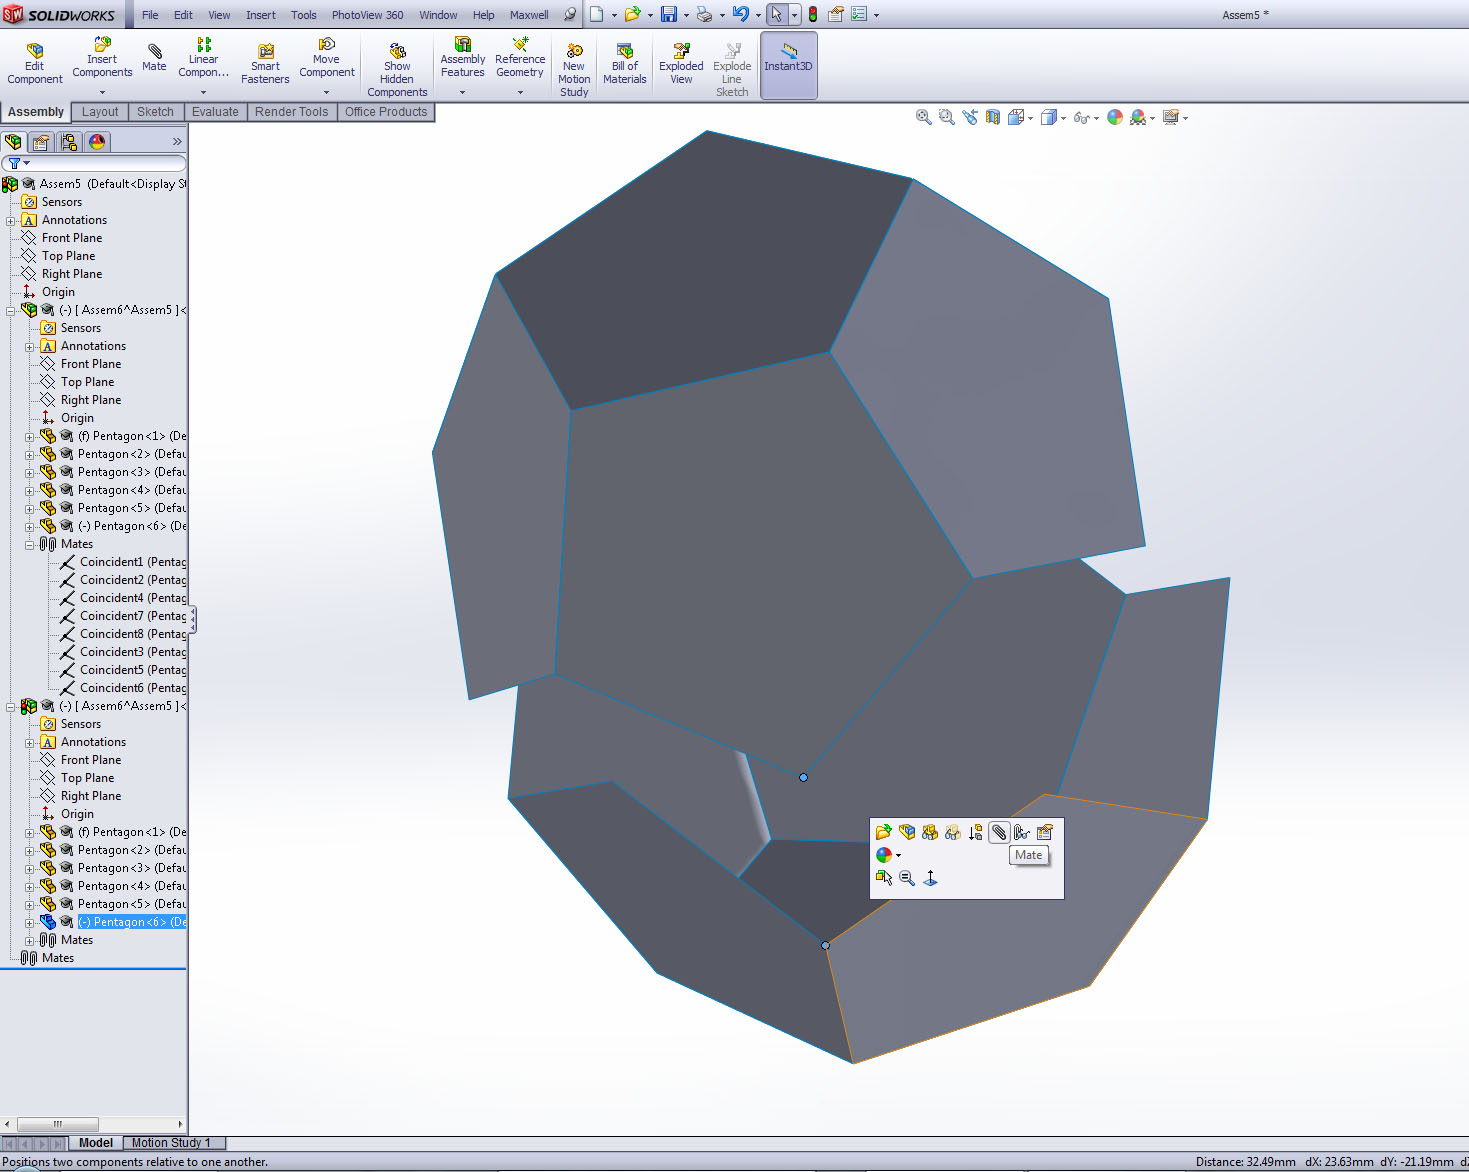 SOLIDWORKS File Edit View Insert Tools PhotoView 360 Window Help Maxwell Assem5 *
Edit Component
Insert Components
Mate
Linear Compon...
Smart Fasteners
Move Component
Show Hidden Components
Assembly Features
Reference Geometry
New Motion Study
Bill of Materials
Exploded View
Explode Line Sketch
Instant3D
Assembly Layout Sketch Evaluate Render Tools Office Products
Assem5 (Default<Display St
Sensors
Annotations
Front Plane
Top Plane
Right Plane
Origin
(-) [ Assem6^Assem5 ]<
Sensors
Annotations
Front Plane
Top Plane
Right Plane
Origin
(f) Pentagon<1> (De
Pentagon<2> (Defau
Pentagon<3> (Defau
Pentagon<4> (Defau
Pentagon<5> (Defau
(-) Pentagon<6> (De
Mates
Coincident1 (Pentag
Coincident2 (Pentag
Coincident4 (Pentag
Coincident7 (Pentag
Coincident8 (Pentag
Coincident3 (Pentag
Coincident5 (Pentag
Coincident6 (Pentag
(-) [ Assem6^Assem5 ]<
Sensors
Annotations
Front Plane
Top Plane
Right Plane
Origin
(f) Pentagon<1> (De
Pentagon<2> (Defau
Pentagon<3> (Defau
Pentagon<4> (Defau
Pentagon<5> (Defau
(-) Pentagon<6> (De
Mates
Mates
Mate
Model Motion Study 1
Positions two components relative to one another.
Distance: 32.49mm dX: 23.63mm dY: -21.19mm dZ